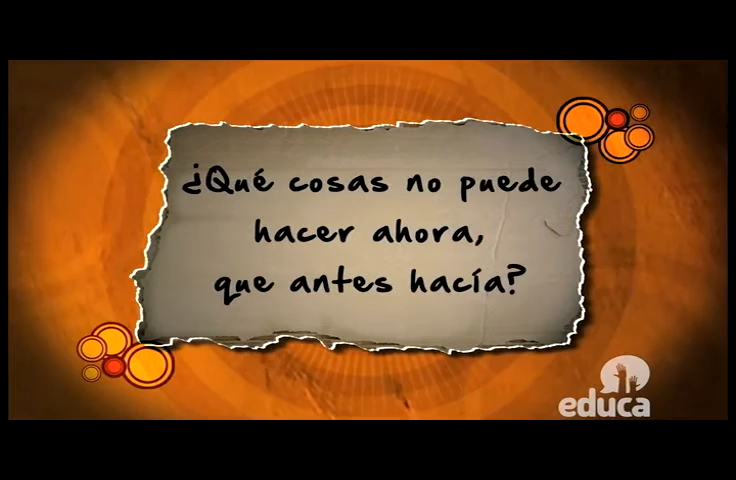 ¿Qué cosas no puede
hacer ahora,
que antes hacía?
educa